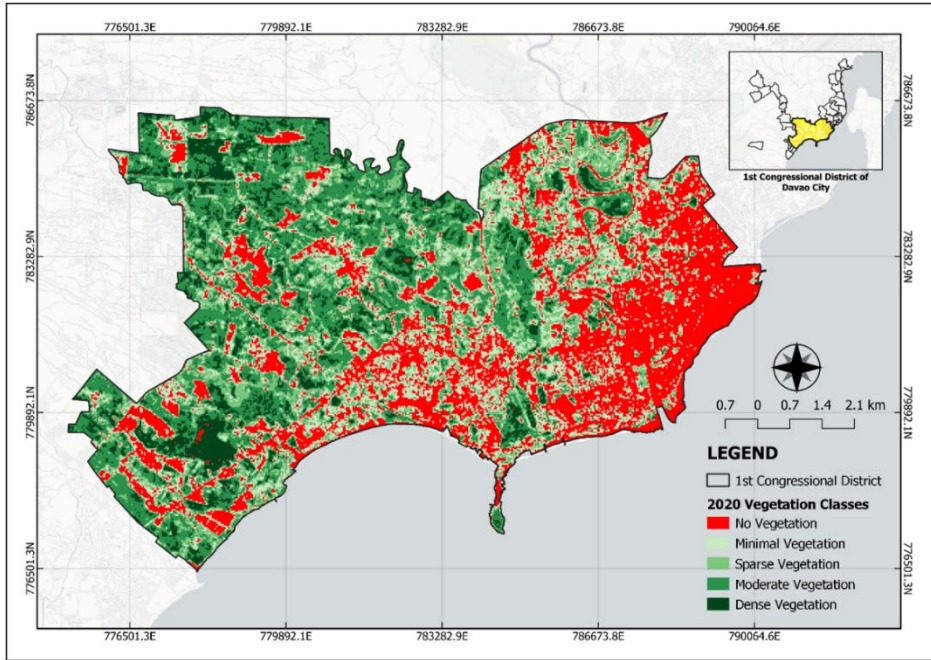 776501.3E 779892.1E 783282.9E 786673.8E 790064.6E
786673.8N
783282.9N
779892.1N
776501.3N
786673.8N
783282.9N
779892.1N
776501.3N
1st Congressional District of
Davao City
0.7 0 0.7 1.4 2.1 km
LEGEND
1st Congressional District
2020 Vegetation Classes
No Vegetation
Minimal Vegetation
Sparse Vegetation
Moderate Vegetation
Dense Vegetation
776501.3E 779892.1E 783282.9E 786673.8E 790064.6E